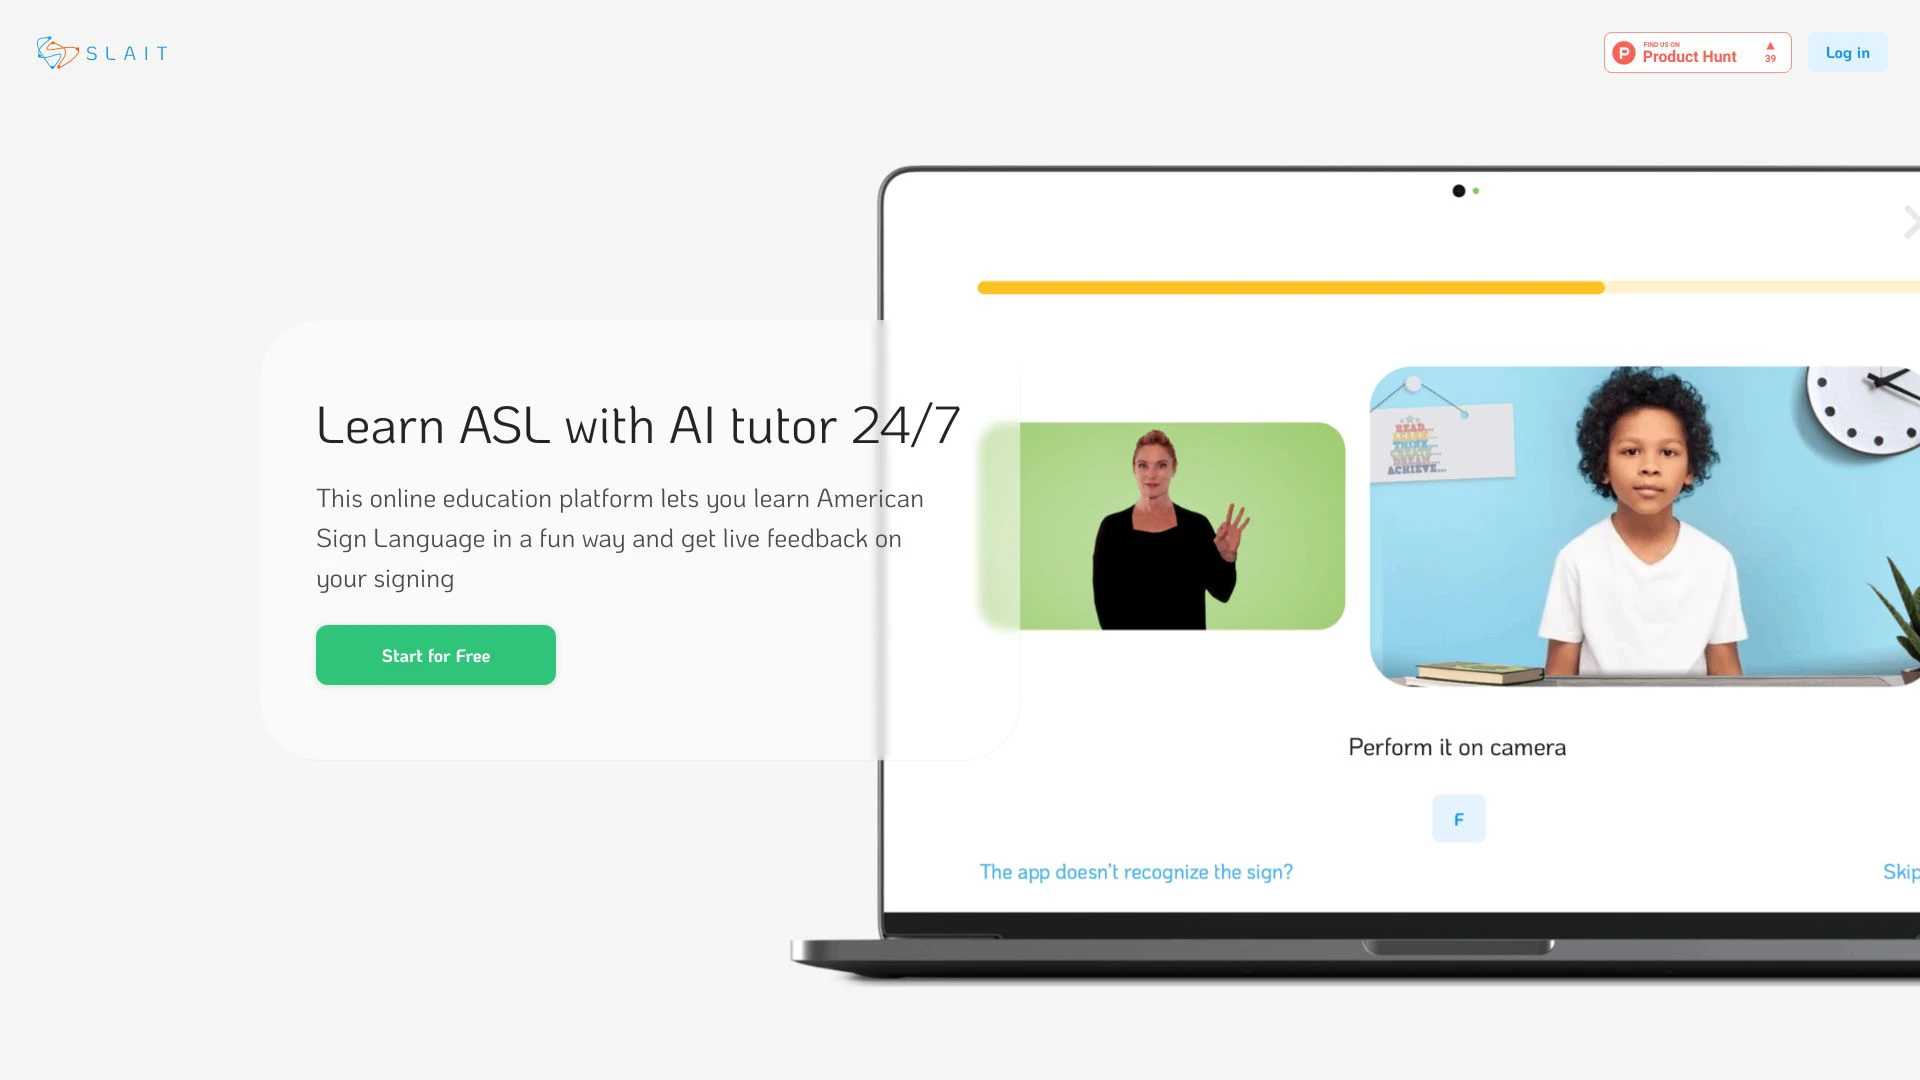 SLAIT
FIND US ON
Product Hunt
39
Log in
Learn ASL with AI tutor 24/7
This online education platform lets you learn American
Sign Language in a fun way and get live feedback on
your signing
Start for Free
READ...
LEARN...
THINK...
CREATE...
DREAM...
ACHIEVE...
Perform it on camera
F
The app doesn't recognize the sign?
Skip